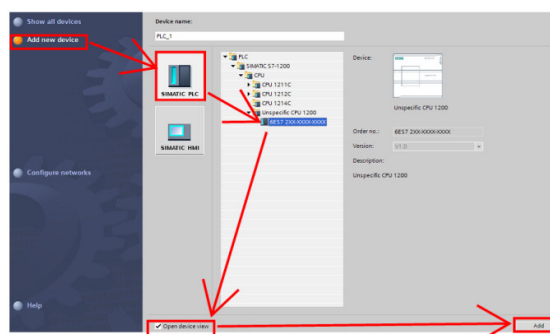 Show all devices
Add new device
Configure networks
Help
Device name:
PLC_1
SIMATIC PLC
SIMATIC HMI
PLC
SIMATIC S7-1200
CPU
CPU 1211C
CPU 1212C
CPU 1214C
Unspecific CPU 1200
6ES7 2XX-XXXXX-XXXX
Device:
Unspecific CPU 1200
Order no.: 6ES7 2XX-XXXXX-XXXX
Version: V1.0
Description:
Unspecific CPU 1200
Open device view
Add